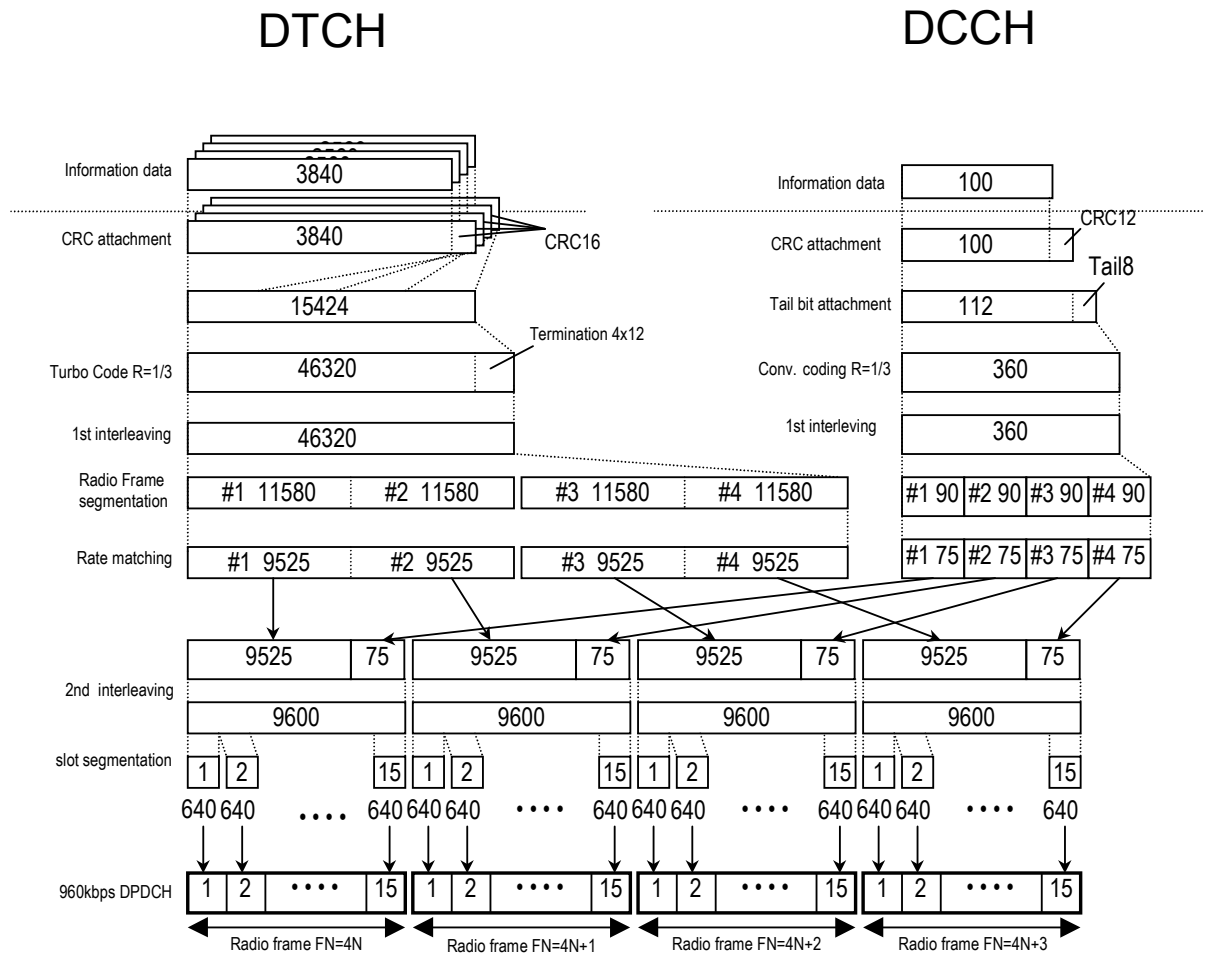 DTCH
DCCH
Information data
3840
Information data
100
CRC attachment
3840
CRC16
CRC attachment
100
CRC12
15424
Tail bit attachment
112
Tail8
Turbo Code R=1/3
46320
Termination 4x12
Conv. coding R=1/3
360
1st interleaving
46320
1st interleving
360
Radio Frame
segmentation
#1 11580
#2 11580
#3 11580
#4 11580
#1 90
#2 90
#3 90
#4 90
Rate matching
#1 9525
#2 9525
#3 9525
#4 9525
#1 75
#2 75
#3 75
#4 75
9525
75
9525
75
9525
75
9525
75
2nd interleaving
9600
9600
9600
9600
slot segmentation
1
2
15
1
2
15
1
2
15
1
2
15
640
640
• • • •
640
640
640
• • • •
640
640
640
• • • •
640
640
640
• • • •
640
960kbps DPDCH
1
2
• • • •
15
1
2
• • • •
15
1
2
• • • •
15
1
2
• • • •
15
Radio frame FN=4N
Radio frame FN=4N+1
Radio frame FN=4N+2
Radio frame FN=4N+3